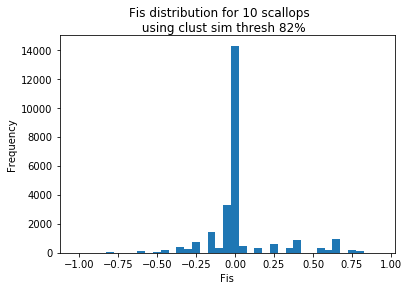 Fis distribution for 10 scallops
using clust sim thresh 82%
14000
12000
10000
8000
6000
4000
2000
0
Frequency
-1.00 -0.75 -0.50 -0.25 0.00 0.25 0.50 0.75 1.00
Fis